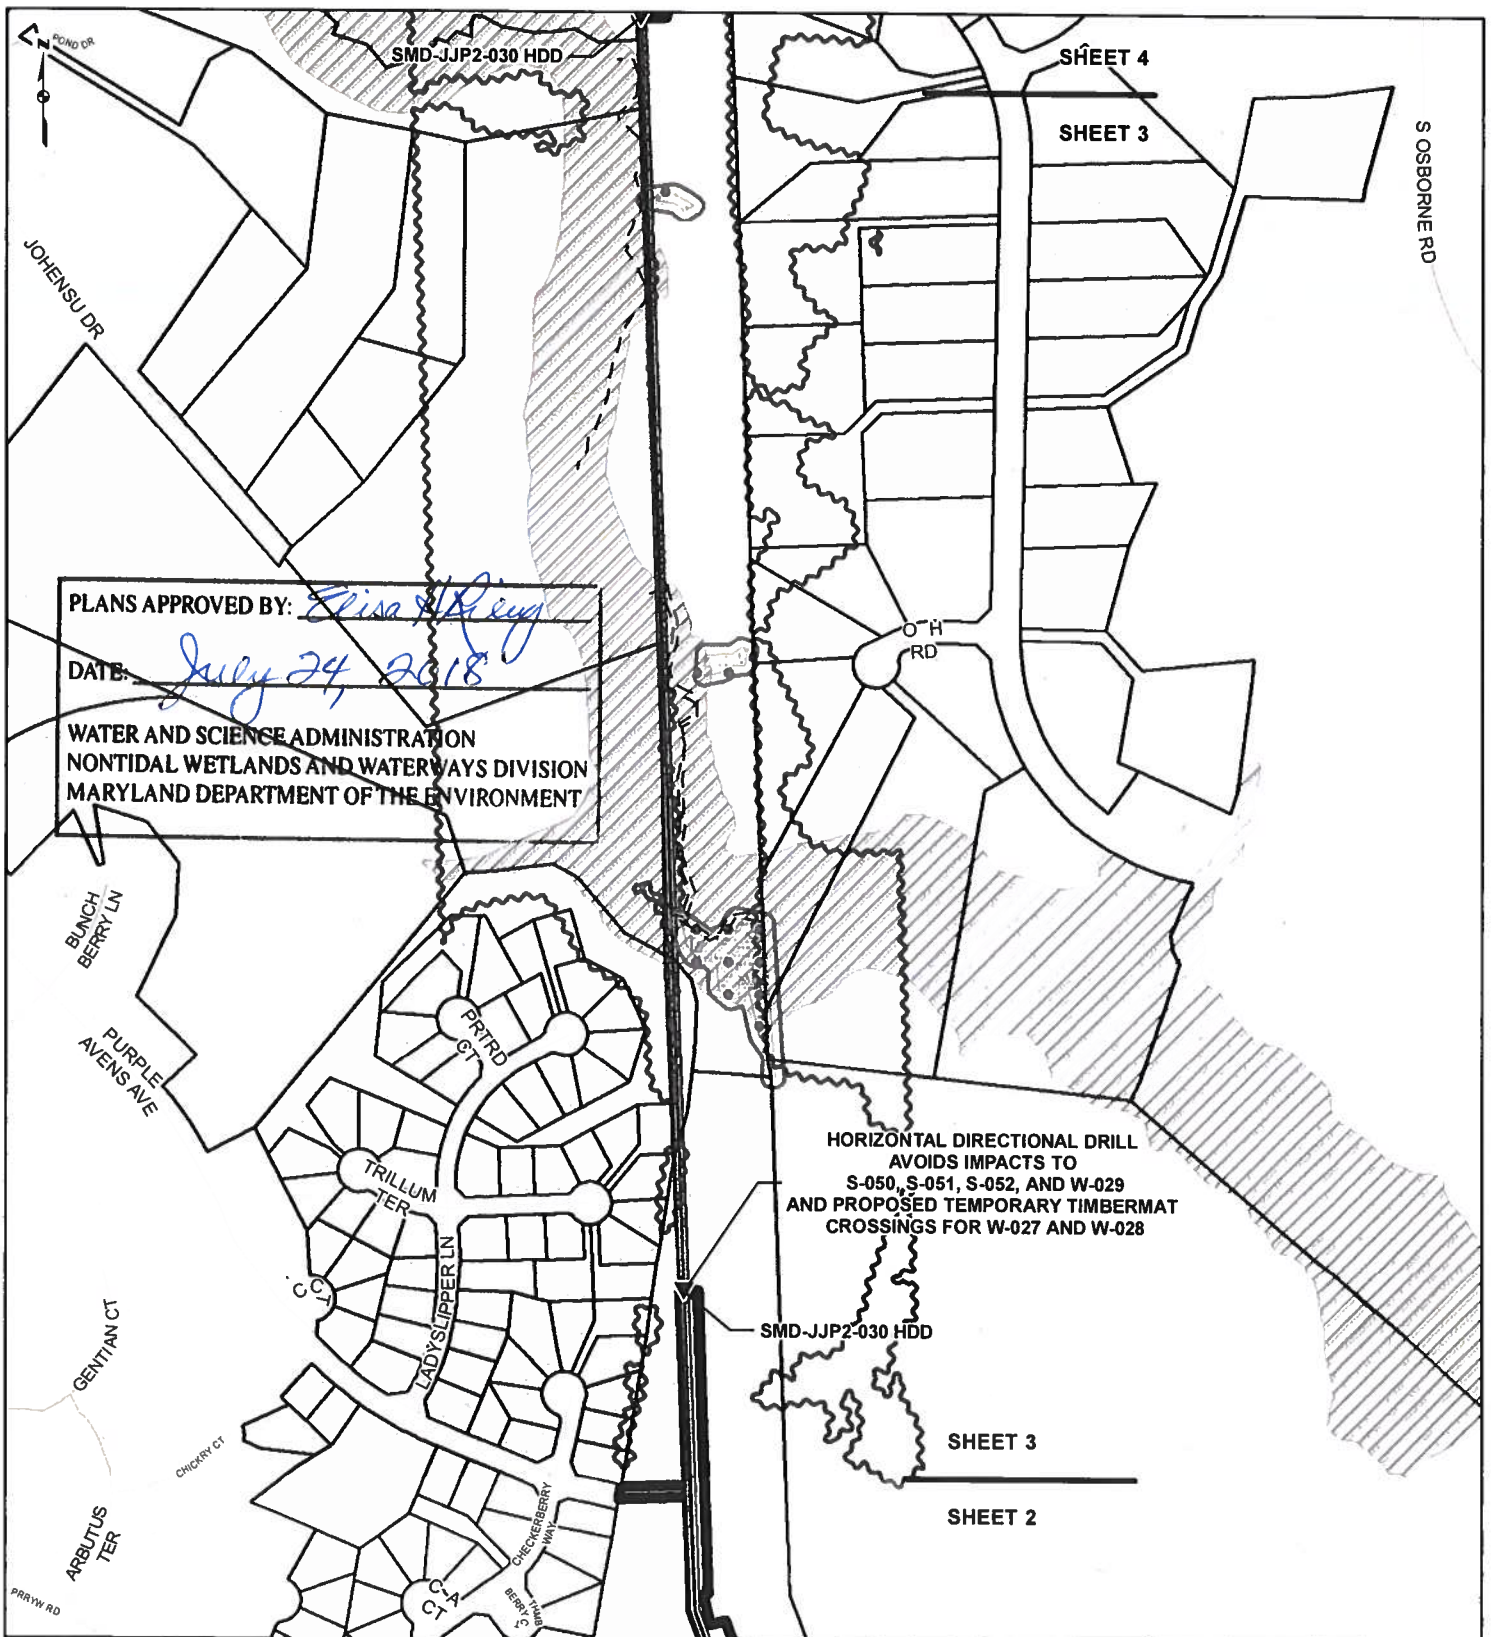 N
POND DR
SMD-JJP2-030 HDD
SHEET 4
SHEET 3
S OSBORNE RD
JOHENSU DR
PLANS APPROVED BY:
DATE: July 24, 2018
WATER AND SCIENCE ADMINISTRATION
NONTIDAL WETLANDS AND WATERWAYS DIVISION
MARYLAND DEPARTMENT OF THE ENVIRONMENT
O H
RD
BUNCH
BERRY LN
PURPLE
AVENS AVE
PRTRD
CT
TRILLUM
TER
LADYSLIPPER LN
C
CT
HORIZONTAL DIRECTIONAL DRILL
AVOIDS IMPACTS TO
S-050, S-051, S-052, AND W-029
AND PROPOSED TEMPORARY TIMBERMAT
CROSSINGS FOR W-027 AND W-028
SMD-JJP2-030 HDD
GENTIAN CT
CHICKRY CT
SHEET 3
SHEET 2
ARBUTUS
TER
PRRYW RD
CHECKERBERRY
WAY
C-A
CT
THMB
BERRY C